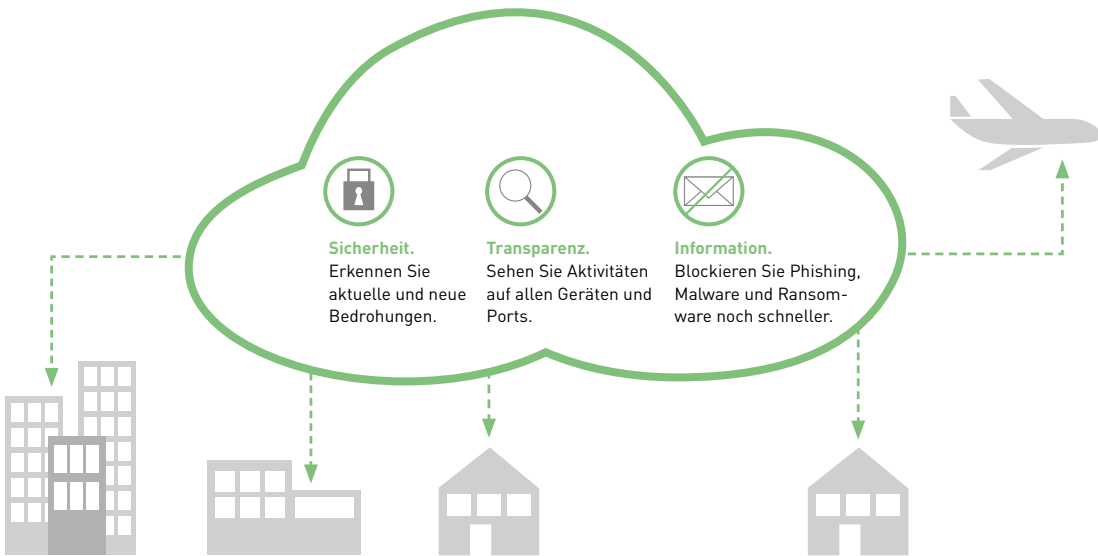 Sicherheit.
Erkennen Sie
aktuelle und neue
Bedrohungen.
Transparenz.
Sehen Sie Aktivitäten
auf allen Geräten und
Ports.
Information.
Blockieren Sie Phishing,
Malware und Ransom-
ware noch schneller.